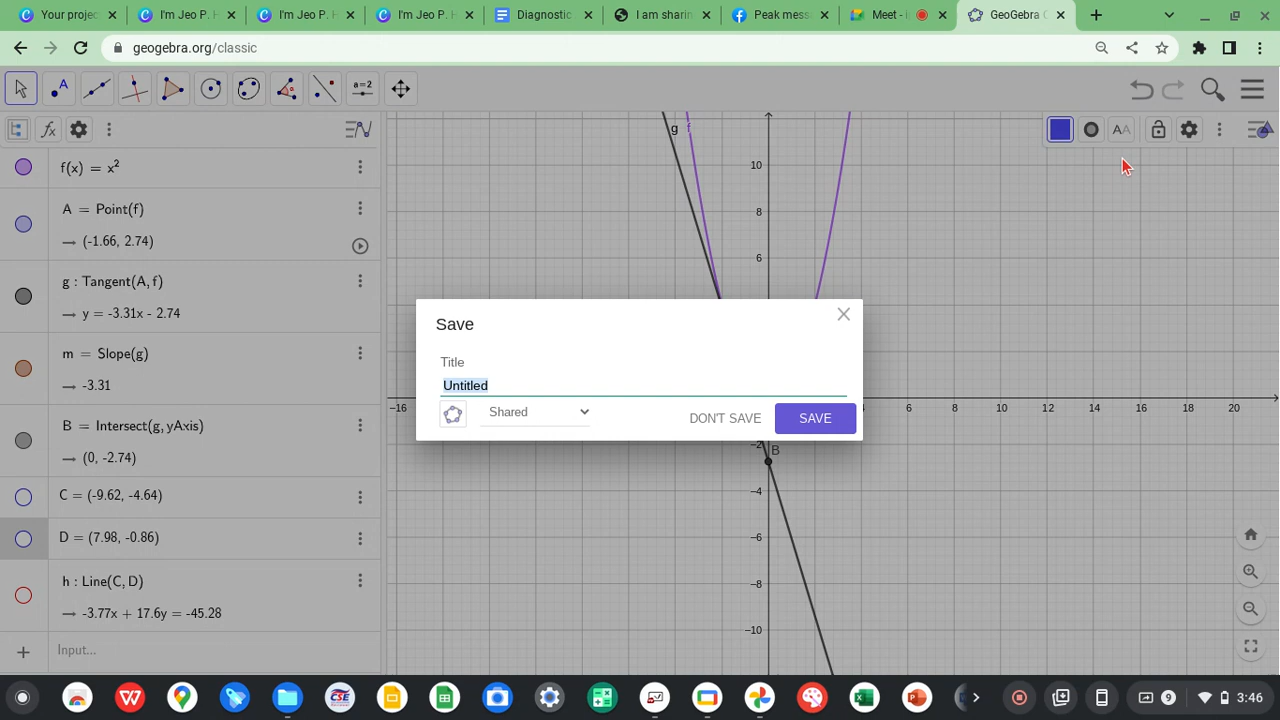 Your projec
I'm Jeo P. H
I'm Jeo P. H
I'm Jeo P. H
Diagnostic
I am sharin
Peak mess
Meet - i
GeoGebra C
geogebra.org/classic
A
a=2
fx
AA
f(x) = x²
A = Point(f)
→ (-1.66, 2.74)
g : Tangent(A, f)
→ y = -3.31x - 2.74
m = Slope(g)
→ -3.31
B = Intersect(g, yAxis)
→ (0, -2.74)
C = (-9.62, -4.64)
D = (7.98, -0.86)
h : Line(C, D)
→ -3.77x + 17.6y = -45.28
+ Input...
g f
10
8
6
-16 6 8 10 12 14 16 18 20
-2 B
-4
-6
-8
-10
Save
Title
Untitled
Shared
DON'T SAVE
SAVE
CSE
9
3:46